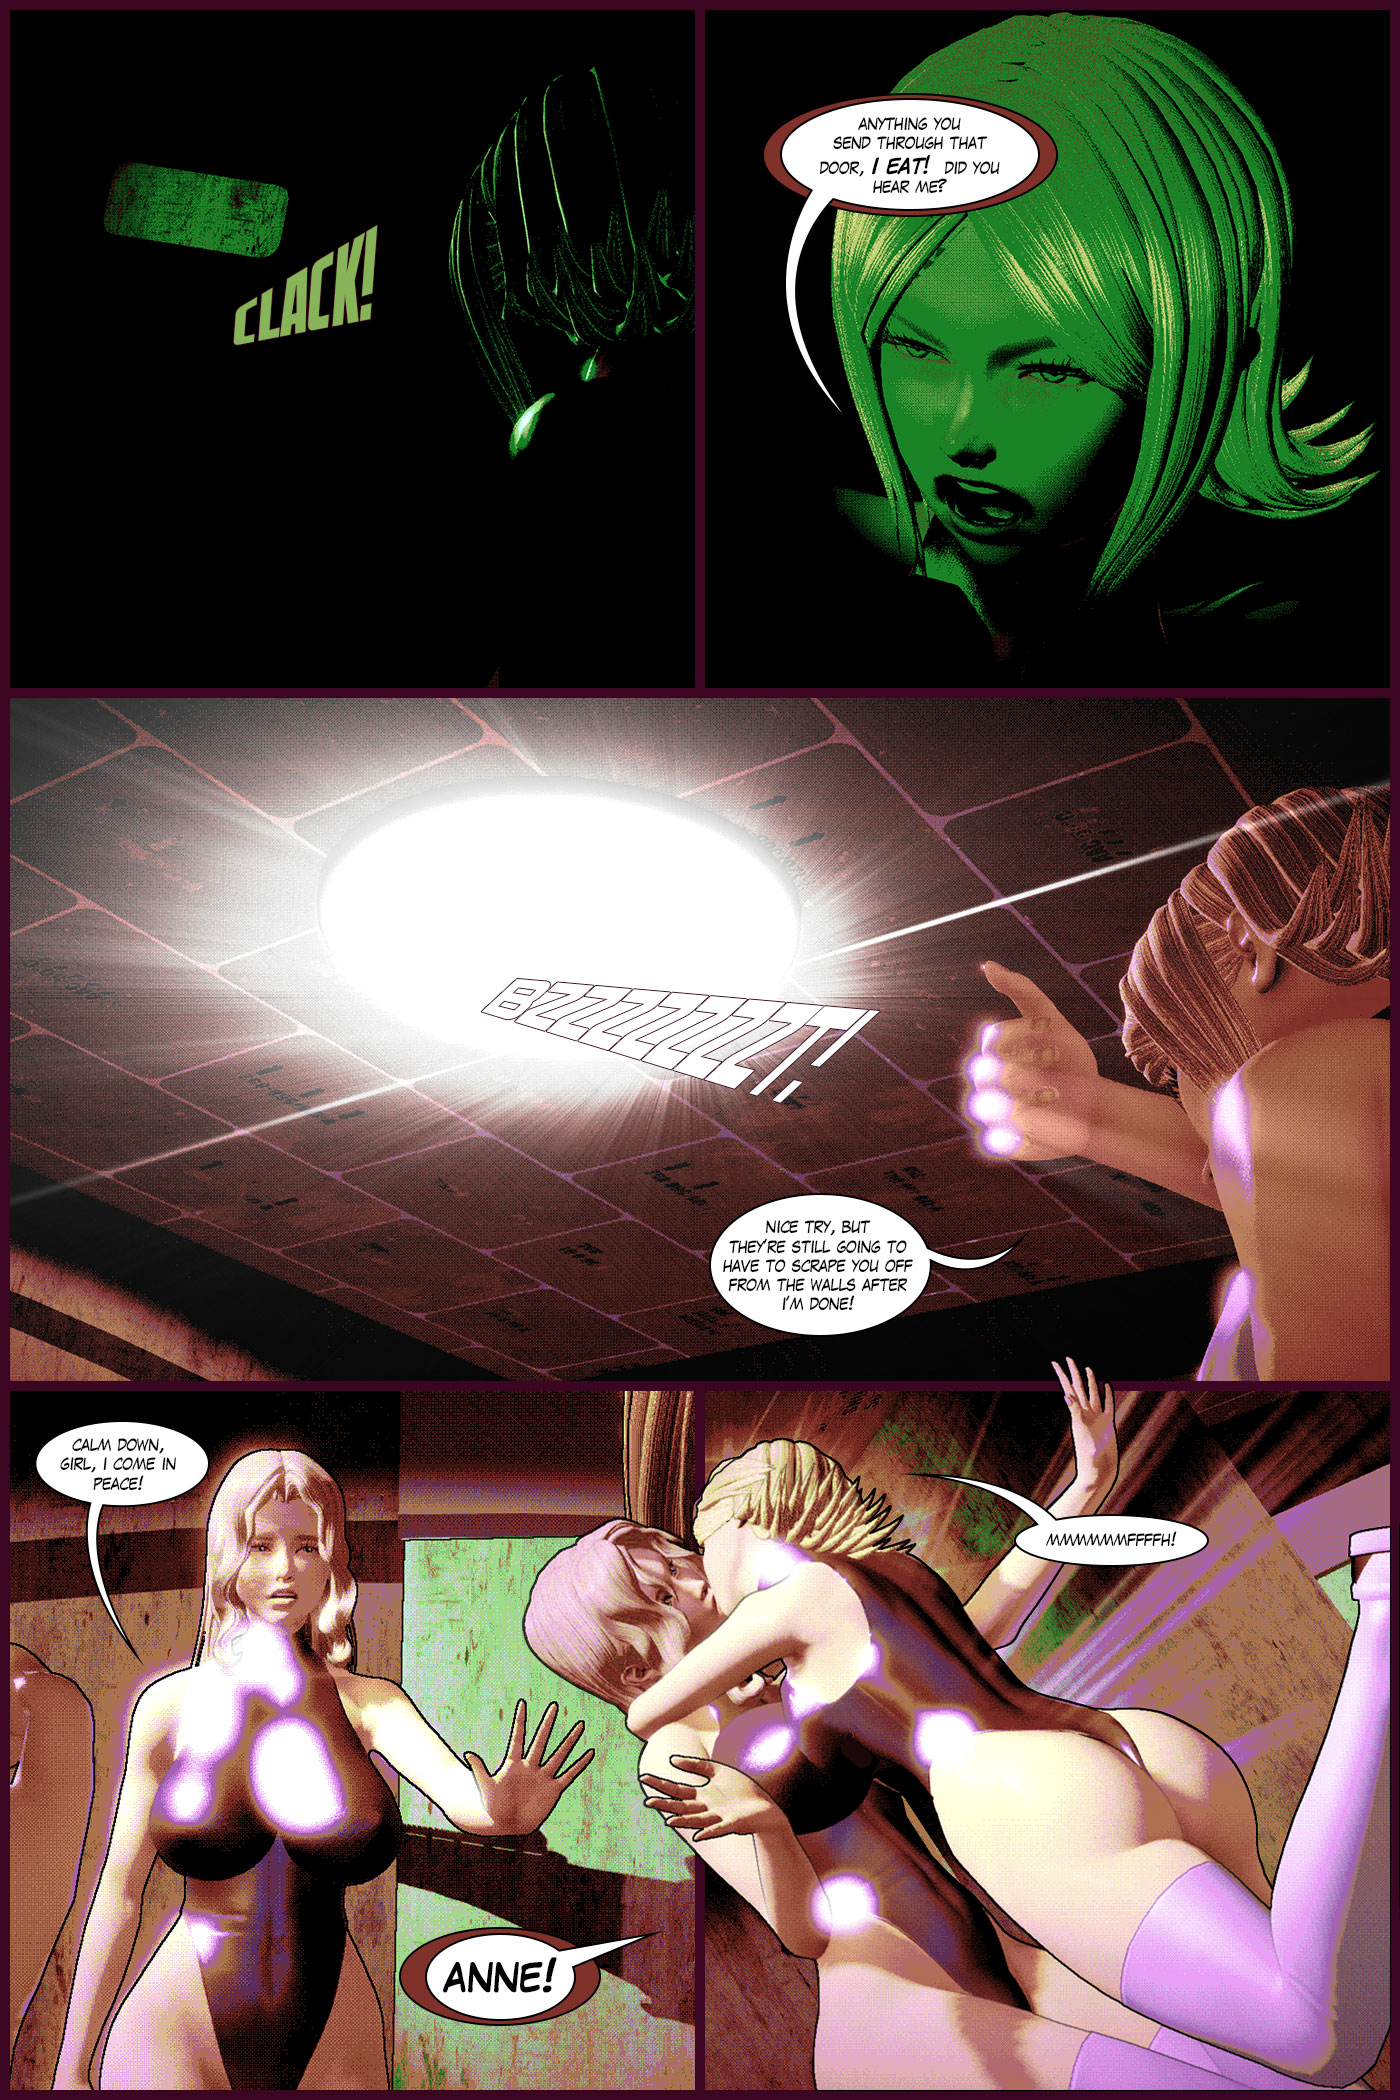 CLACK!
ANYTHING YOU
SEND THROUGH THAT
DOOR, I EAT! DID YOU
HEAR ME?
BZZZZZZZT!
NICE TRY, BUT
THEY'RE STILL GOING TO
HAVE TO SCRAPE YOU OFF
FROM THE WALLS AFTER
I'M DONE!
CALM DOWN,
GIRL, I COME IN
PEACE!
ANNE!
MMMMMMMFFFFH!